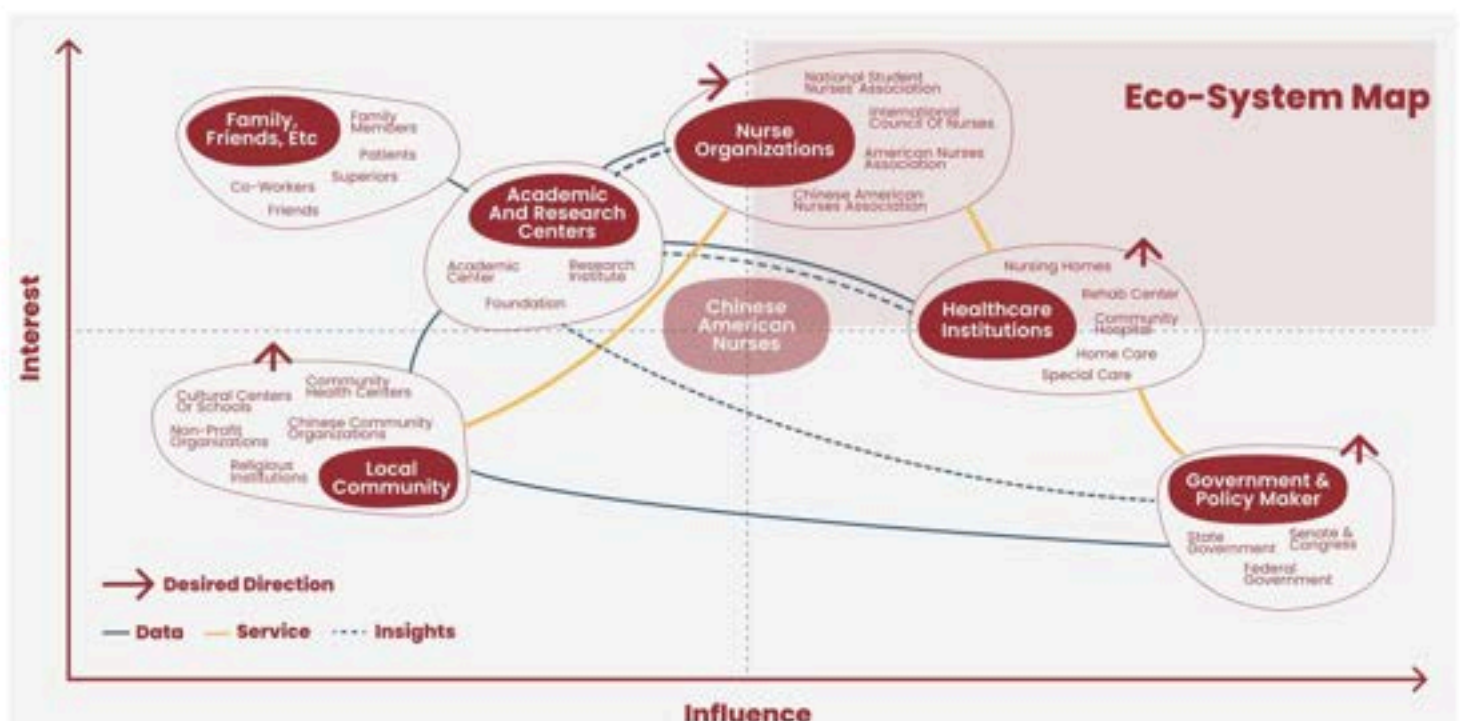 Eco-System Map
Interest
Influence
Family,
Friends, Etc
Family
Members
Patients
Superiors
Co-Workers
Friends
Academic
And Research
Centers
Academic
Center
Research
Institute
Foundation
Nurse
Organizations
National Student
Nurses' Association
International
Council Of Nurses
American Nurses
Association
Chinese American
Nurses Association
Chinese
American
Nurses
Nursing Homes
Healthcare
Institutions
Rehab Center
Community
Hospital
Home Care
Special Care
Cultural Centers
Or Schools
Community
Health Centers
Non-Profit
Organizations
Chinese Community
Organizations
Religious
Institutions
Local
Community
Government &
Policy Maker
State
Government
Senate &
Congress
Federal
Government
Desired Direction
Data
Service
Insights